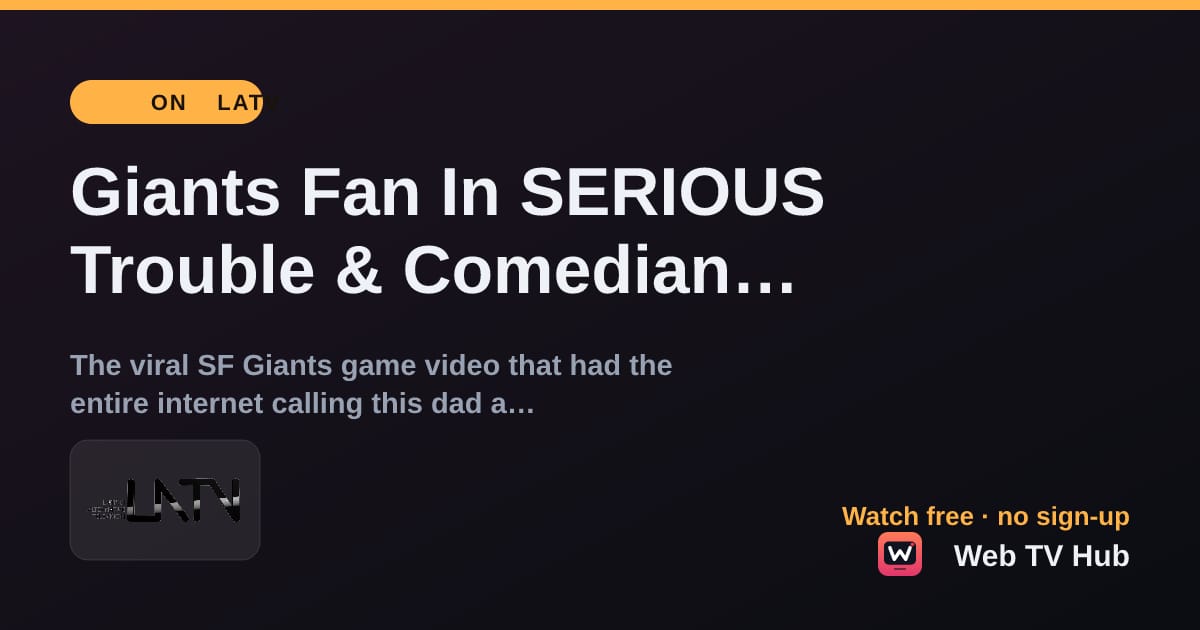 ON LAT
Giants Fan In SERIOUS
Trouble & Comedian…
The viral SF Giants game video that had the
entire internet calling this dad a…
LATV
Watch free · no sign-up
W Web TV Hub